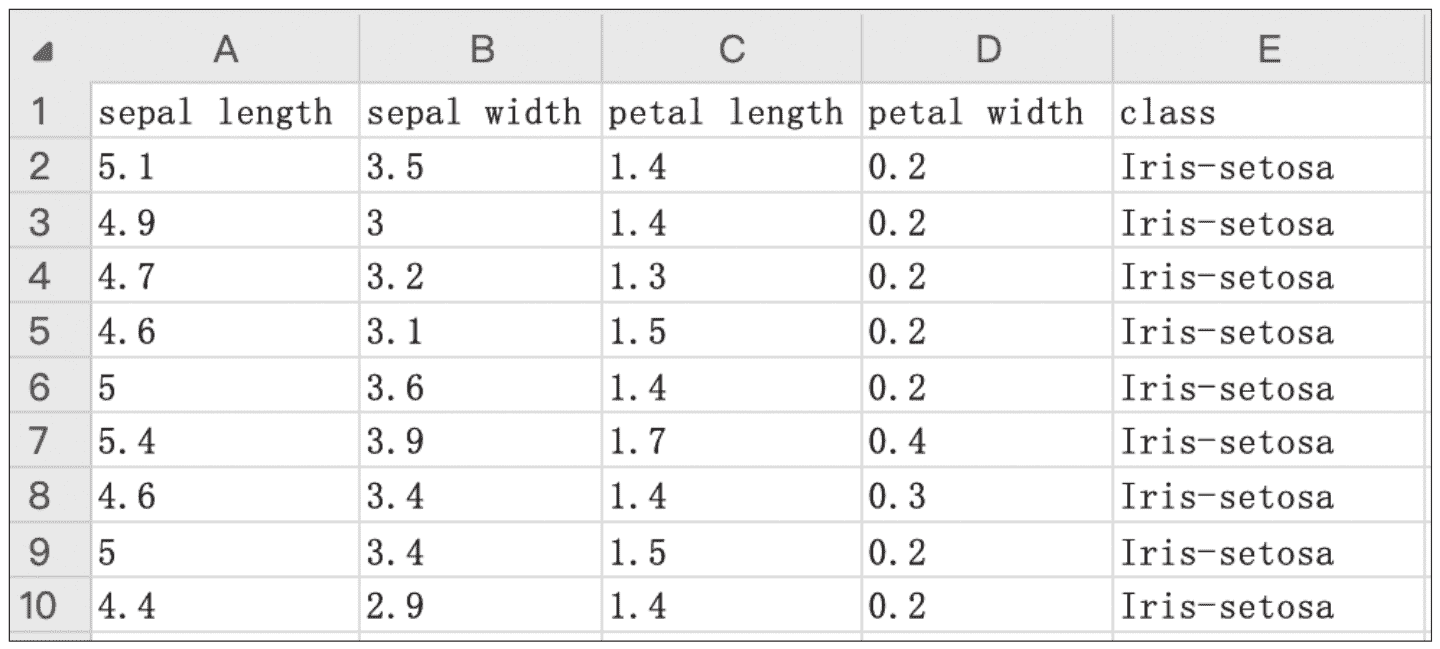 A B C D E
1 sepal length sepal width petal length petal width class
2 5.1 3.5 1.4 0.2 Iris-setosa
3 4.9 3 1.4 0.2 Iris-setosa
4 4.7 3.2 1.3 0.2 Iris-setosa
5 4.6 3.1 1.5 0.2 Iris-setosa
6 5 3.6 1.4 0.2 Iris-setosa
7 5.4 3.9 1.7 0.4 Iris-setosa
8 4.6 3.4 1.4 0.3 Iris-setosa
9 5 3.4 1.5 0.2 Iris-setosa
10 4.4 2.9 1.4 0.2 Iris-setosa